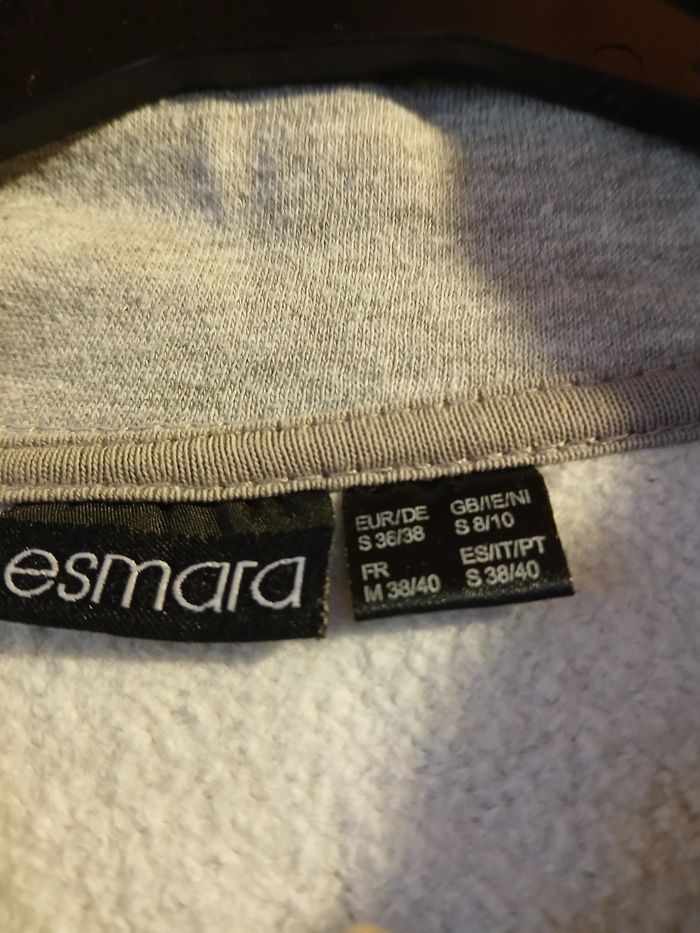 esmara
EUR/DE GB/IE/NI
S 36/38 S 8/10
FR ES/IT/PT
M 38/40 S 38/40